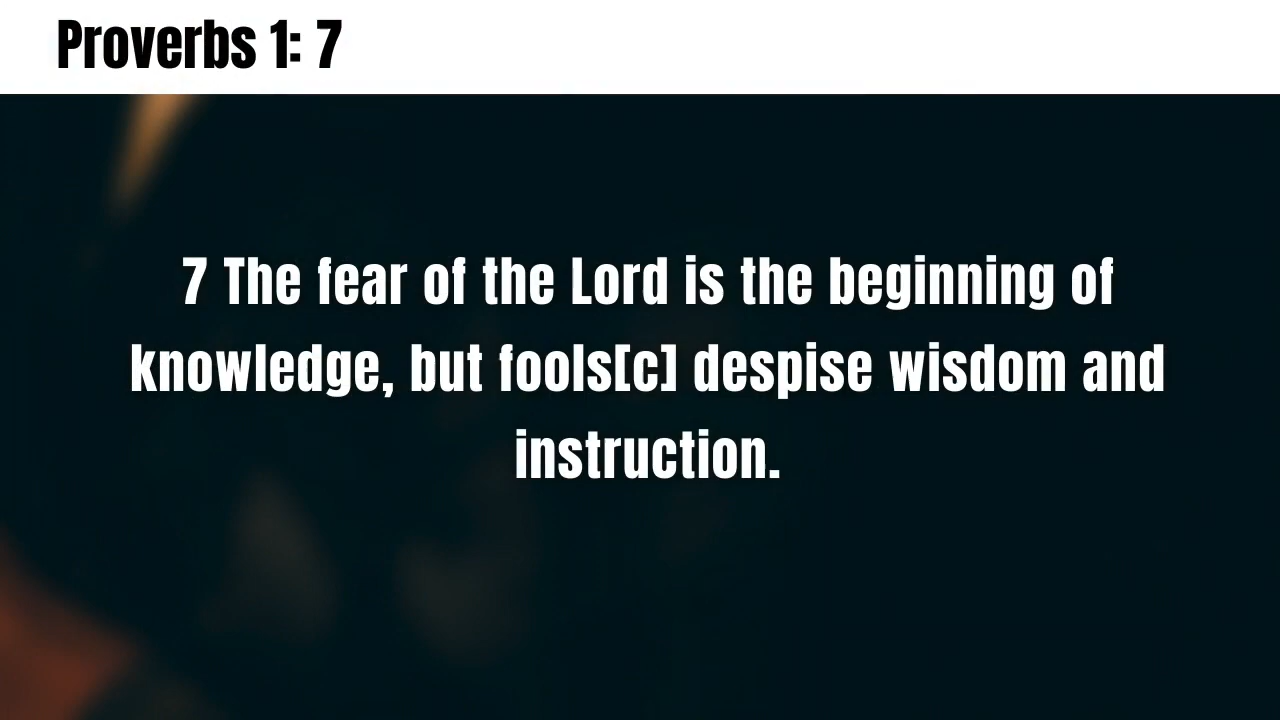 Proverbs 1: 7
7 The fear of the Lord is the beginning of
knowledge, but fools[c] despise wisdom and
instruction.